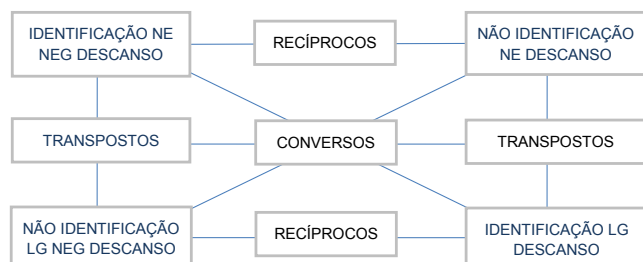 IDENTIFICAÇÃO NE
NEG DESCANSO
RECÍPROCOS
NÃO IDENTIFICAÇÃO
NE DESCANSO
TRANSPOSTOS
CONVERSOS
TRANSPOSTOS
NÃO IDENTIFICAÇÃO
LG NEG DESCANSO
RECÍPROCOS
IDENTIFICAÇÃO LG
DESCANSO